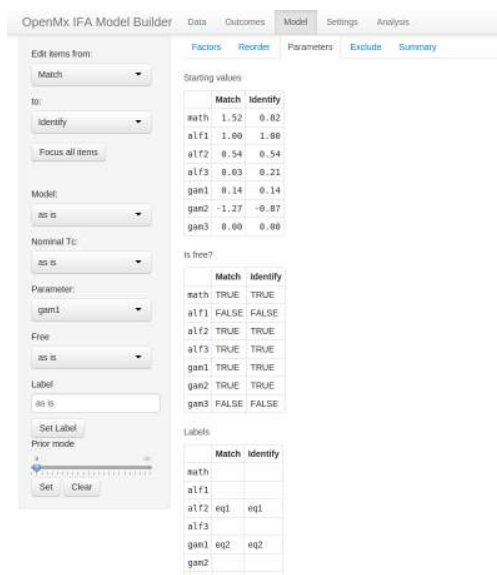 OpenMx IFA Model Builder Data Outcomes Model Settings Analysis
Edit items from:
Match
to:
Identify
Focus all items
Model:
as is
Nominal Tc:
as is
Parameter:
gam1
Free
as is
Label
as is
Set Label
Prior mode
Set Clear
Factors Reorder Parameters Exclude Summary
Starting values
Match Identify
math 1.52 0.82
alf1 1.00 1.00
alf2 0.54 0.54
alf3 0.03 0.21
gam1 0.14 0.14
gam2 -1.27 -0.87
gam3 0.00 0.00
Is free?
Match Identify
math TRUE TRUE
alf1 FALSE FALSE
alf2 TRUE TRUE
alf3 TRUE TRUE
gam1 TRUE TRUE
gam2 TRUE TRUE
gam3 FALSE FALSE
Labels
Match Identify
math
alf1
alf2 eq1 eq1
alf3
gam1 eq2 eq2
gam2